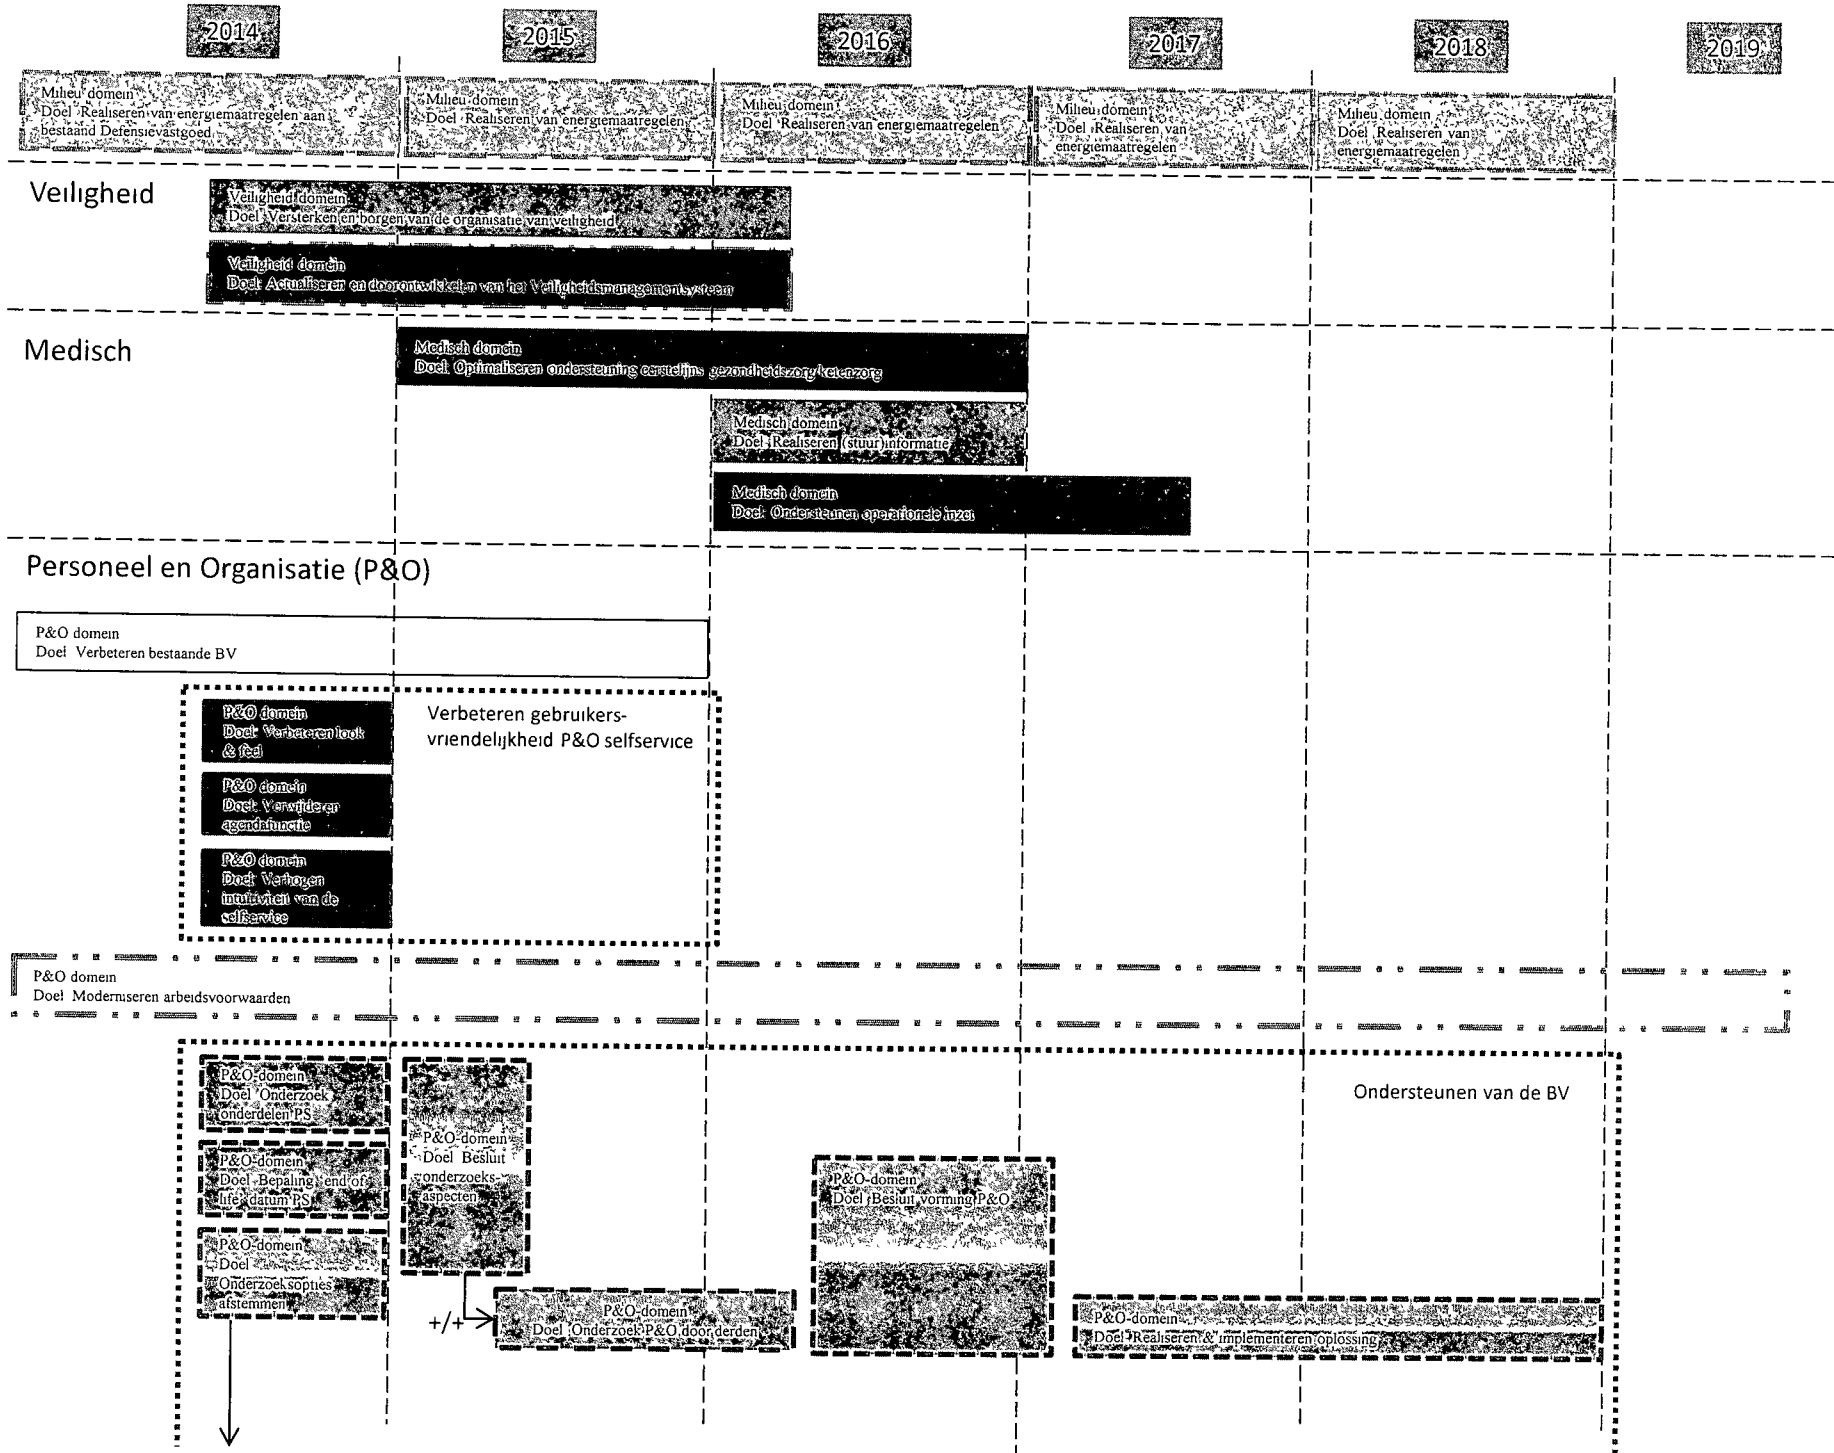 2014
2015
2016
2017
2018
2019
Milieu domein
Doel Realiseren van energiemaatregelen aan
bestaand Defensievastgoed
Milieu domein
Doel Realiseren van energiemaatregelen
Milieu domein
Doel Realiseren van energiemaatregelen
Milieu domein
Doel Realiseren van
energiemaatregelen
Milieu domein
Doel Realiseren van
energiemaatregelen
Veiligheid
Veiligheid domein
Doel Versterken en borgen van de organisatie van veiligheid
Veiligheid domein
Doel: Actualiseren en doorontwikkelen van het Veiligheidsmanagementsysteem
Medisch
Medisch domein
Doel: Optimaliseren ondersteuning eerstelijns gezondheidszorg/ketenzorg
Medisch domein
Doel Realiseren (stuur)informatie
Medisch domein
Doel: Ondersteunen operationele inzet
Personeel en Organisatie (P&O)
P&O domein
Doel Verbeteren bestaande BV
P&O domein
Doel: Verbeteren look
& feel
Verbeteren gebruikers-
vriendelijkheid P&O selfservice
P&O domein
Doel: Verwijderen
agendafunctie
P&O domein
Doel: Verhogen
intuitiviteit van de
selfservice
P&O domein
Doel Moderniseren arbeidsvoorwaarden
Ondersteunen van de BV
P&O-domein
Doel Onderzoek
onderdelen PS
P&O-domein
Doel Bepaling end of
life datum PS
P&O-domein
Doel
Onderzoeksopties
afstemmen
P&O-domein
Doel Besluit
onderzoeks-
aspecten
+/+
P&O-domein
Doel Onderzoek P&O door derden
P&O-domein
Doel Besluit vorming P&O
P&O-domein
Doel Realiseren & implementeren oplossing